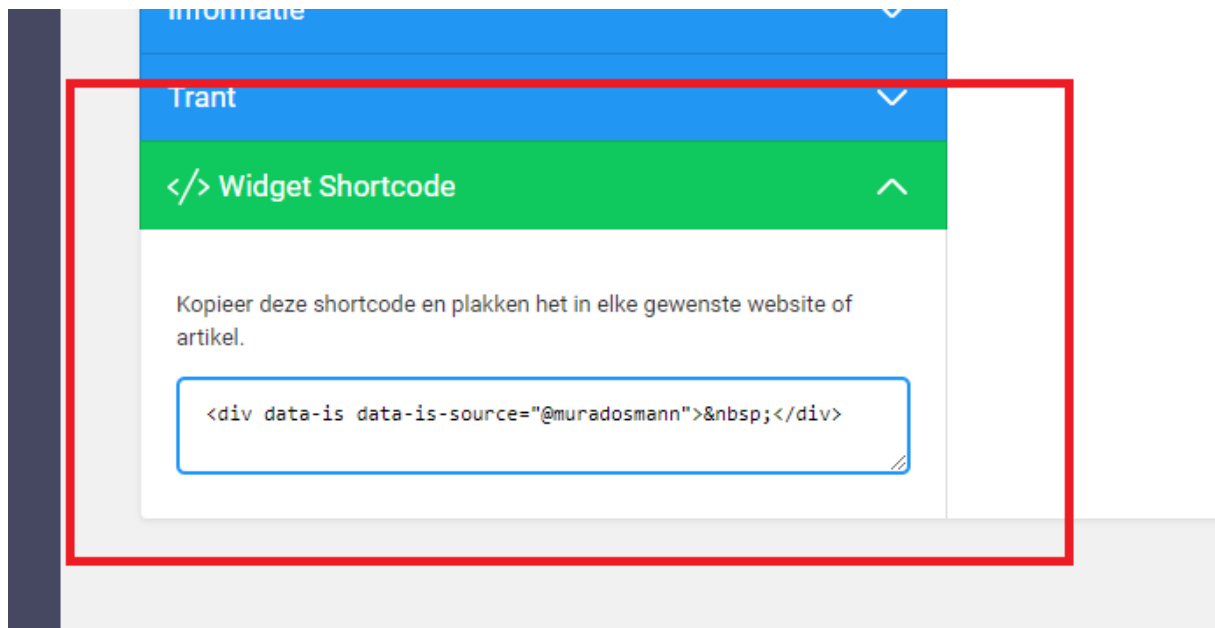 Informatie
Trant
</> Widget Shortcode
Kopieer deze shortcode en plakken het in elke gewenste website of
artikel.
<div data-is data-is-source="@muradosmann">&nbsp;</div>